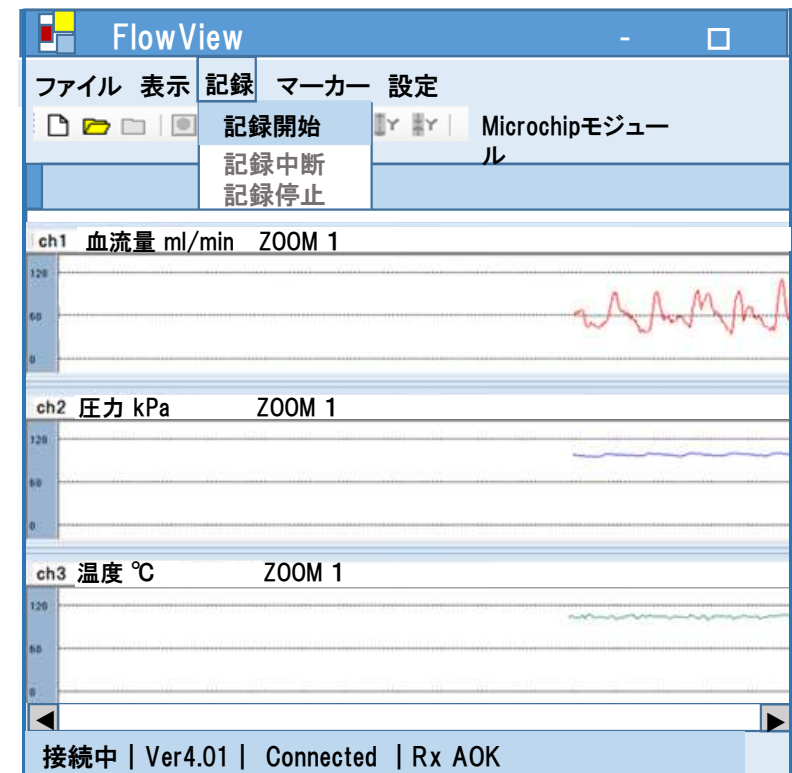 FlowView
ファイル 表示 記録 マーカー 設定
記録開始
記録中断
記録停止
Microchipモジュー
ル
ch1 血流量 ml/min ZOOM 1
120
60
0
ch2 圧力 kPa ZOOM 1
120
60
0
ch3 温度 ℃ ZOOM 1
120
60
0
接続中 | Ver4.01 | Connected | Rx AOK